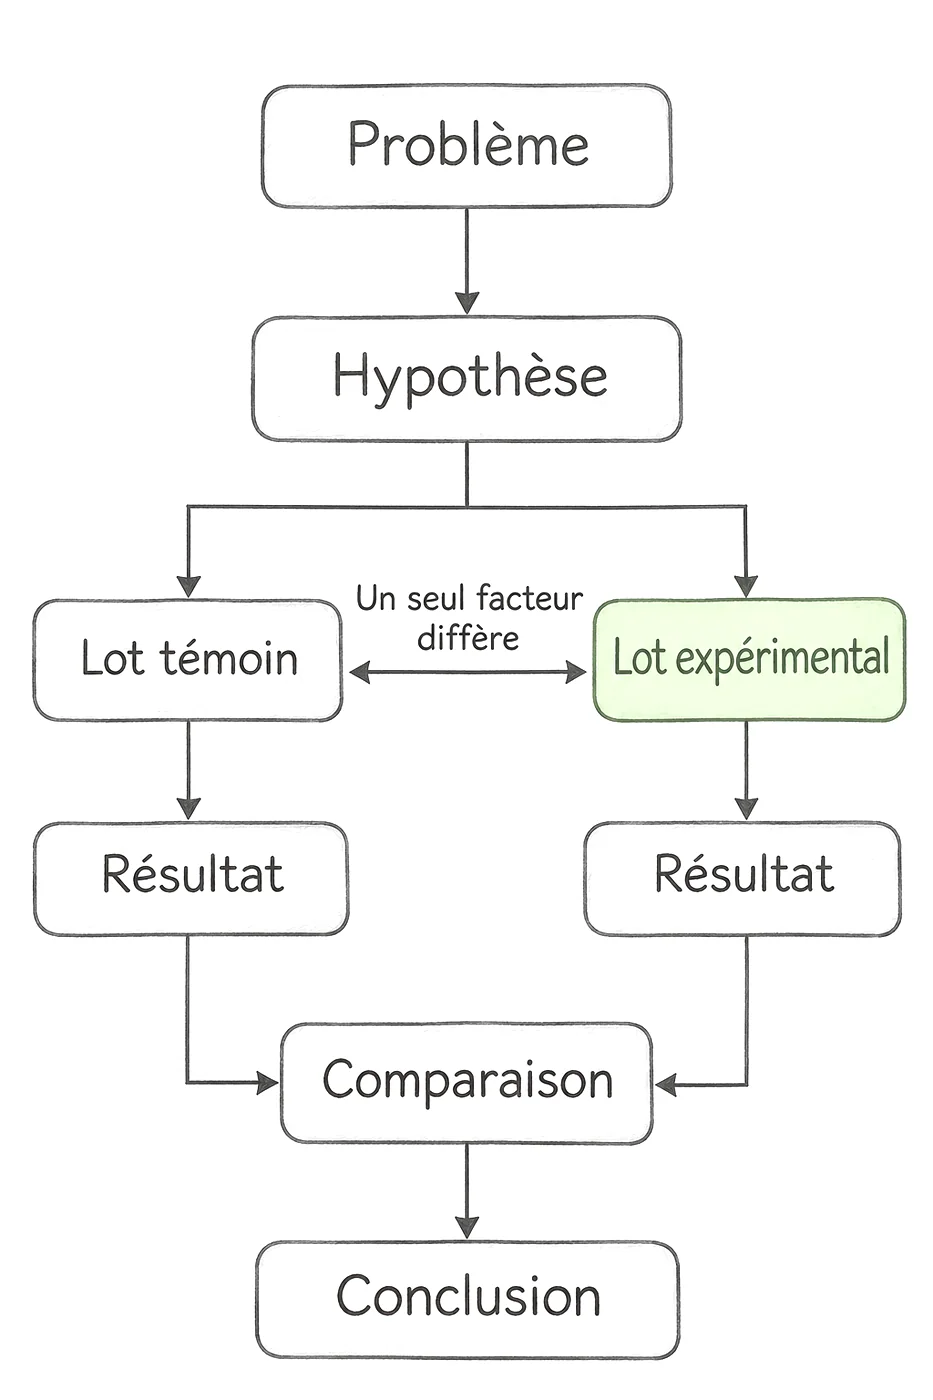 Problème
Hypothèse
Un seul facteur
diffère
Lot témoin
Lot expérimental
Résultat
Résultat
Comparaison
Conclusion